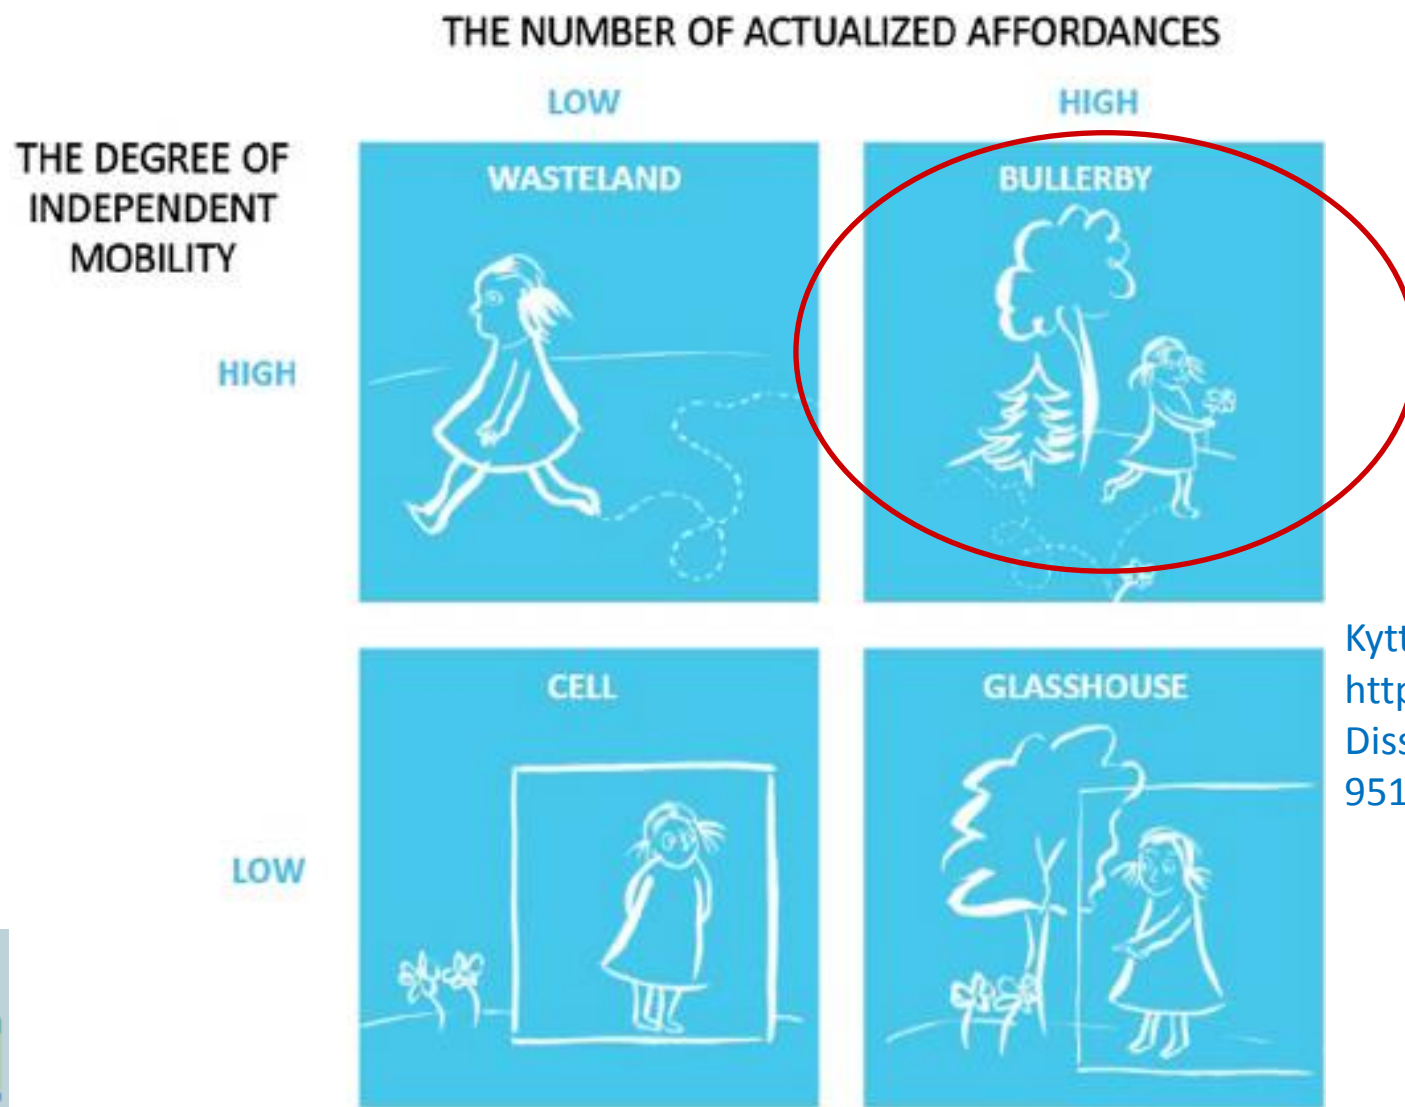 THE NUMBER OF ACTUALIZED AFFORDANCES
LOW
HIGH
THE DEGREE OF
INDEPENDENT
MOBILITY
WASTELAND
BULLERBY
HIGH
CELL
GLASSHOUSE
LOW